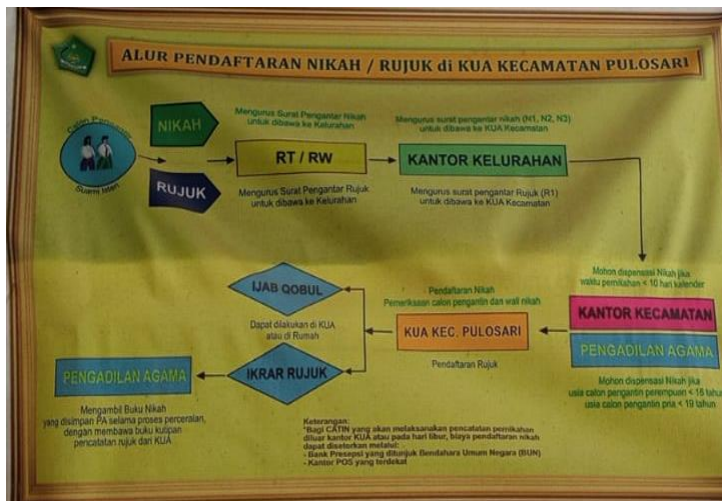 ALUR PENDAFTARAN NIKAH / RUJUK di KUA KECAMATAN PULOSARI
Calon Pengantin
Suami Isteri
NIKAH
RUJUK
Mengurus Surat Pengantar Nikah
untuk dibawa ke Kelurahan
RT / RW
Mengurus Surat Pengantar Rujuk
untuk dibawa ke Kelurahan
Mengurus surat pengantar nikah (N1, N2, N3)
untuk dibawa ke KUA Kecamatan
KANTOR KELURAHAN
Mengurus surat pengantar Rujuk (R1)
untuk dibawa ke KUA Kecamatan
Mohon dispensasi Nikah jika
waktu pernikahan < 10 hari kalender
KANTOR KECAMATAN
PENGADILAN AGAMA
Mohon dispensasi Nikah jika
usia calon pengantin perempuan < 16 tahun
usia calon pengantin pria < 19 tahun
Pendaftaran Nikah
Pemeriksaan calon pengantin dan wali nikah
KUA KEC. PULOSARI
Pendaftaran Rujuk
IJAB QOBUL
Dapat dilakukan di KUA
atau di Rumah
IKRAR RUJUK
PENGADILAN AGAMA
Mengambil Buku Nikah
yang disimpan PA selama proses perceraian,
dengan membawa buku kutipan
pencatatan rujuk dari KUA
Keterangan:
*Bagi CATIN yang akan melaksanakan pencatatan pernikahan
diluar kantor KUA atau pada hari libur, biaya pendaftaran nikah
dapat disetorkan melalui:
- Bank Presepsi yang ditunjuk Bendahara Umum Negara (BUN)
- Kantor POS yang terdekat